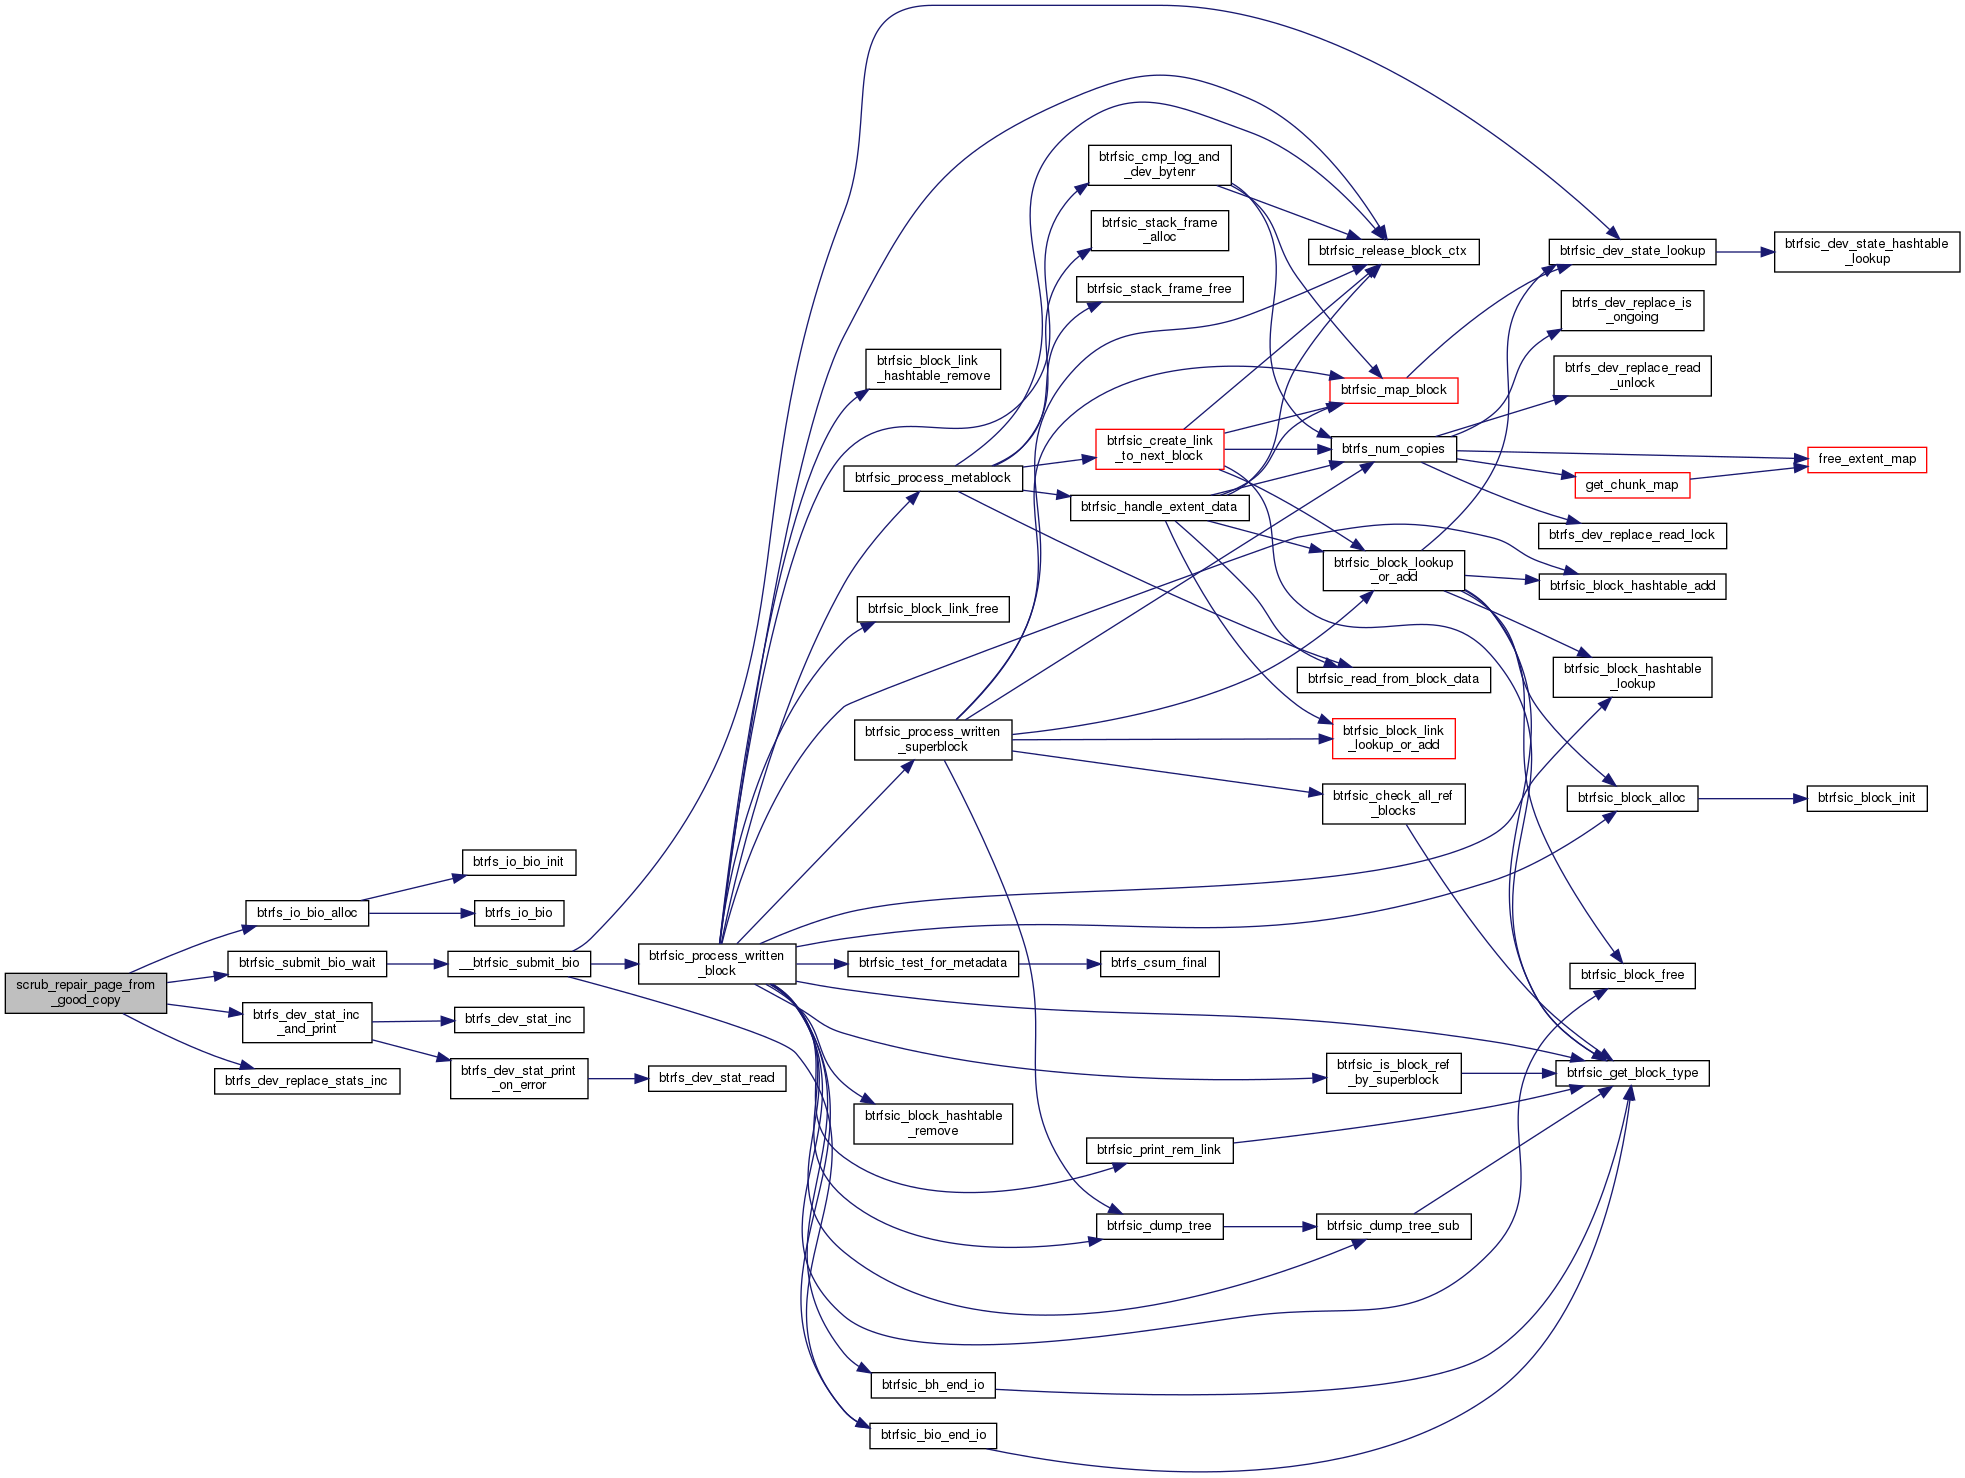 scrub_repair_page_from
_good_copy
btrfs_io_bio_alloc
btrfsic_submit_bio_wait
btrfs_dev_stat_inc
_and_print
btrfs_dev_replace_stats_inc
btrfs_io_bio_init
btrfs_io_bio
__btrfsic_submit_bio
btrfs_dev_stat_inc
btrfs_dev_stat_print
_on_error
btrfsic_process_written
_block
btrfs_dev_stat_read
btrfsic_block_link
_hashtable_remove
btrfsic_process_metablock
btrfsic_block_link_free
btrfsic_process_written
_superblock
btrfsic_test_for_metadata
btrfsic_block_hashtable
_remove
btrfsic_bh_end_io
btrfsic_bio_end_io
btrfsic_cmp_log_and
_dev_bytenr
btrfsic_stack_frame
_alloc
btrfsic_stack_frame_free
btrfsic_create_link
_to_next_block
btrfsic_handle_extent_data
btrfs_csum_final
btrfsic_print_rem_link
btrfsic_dump_tree
btrfsic_release_block_ctx
btrfsic_map_block
btrfs_num_copies
btrfsic_block_lookup
_or_add
btrfsic_read_from_block_data
btrfsic_block_link
_lookup_or_add
btrfsic_check_all_ref
_blocks
btrfsic_is_block_ref
_by_superblock
btrfsic_dump_tree_sub
btrfsic_dev_state_lookup
btrfs_dev_replace_is
_ongoing
btrfs_dev_replace_read
_unlock
get_chunk_map
btrfs_dev_replace_read_lock
btrfsic_block_hashtable_add
btrfsic_block_hashtable
_lookup
btrfsic_block_alloc
btrfsic_block_free
btrfsic_get_block_type
btrfsic_dev_state_hashtable
_lookup
free_extent_map
btrfsic_block_init